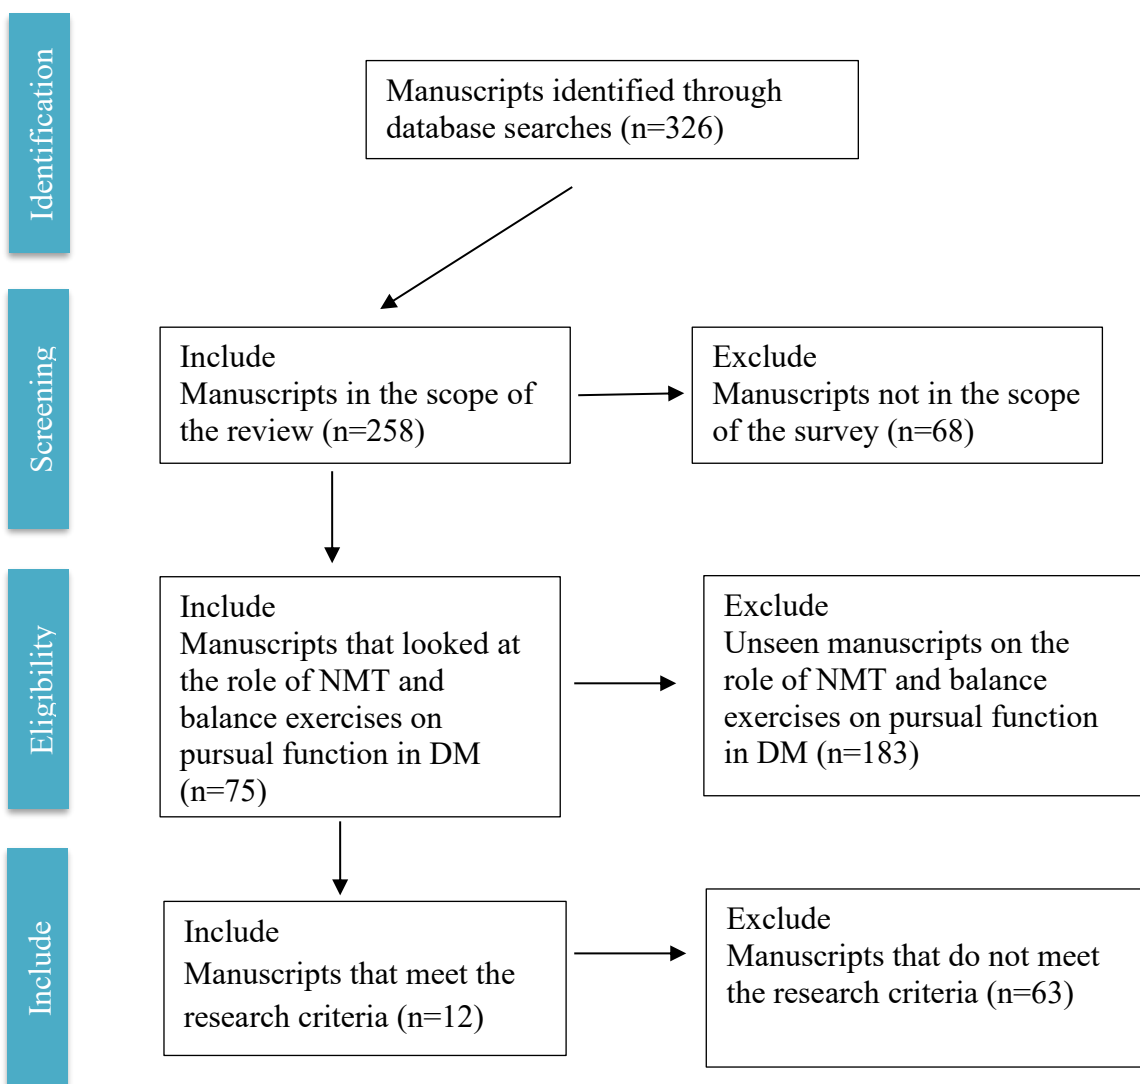 Identification
Manuscripts identified through
database searches (n=326)
Screening
Include
Manuscripts in the scope of
the review (n=258)
Exclude
Manuscripts not in the scope
of the survey (n=68)
Eligibility
Include
Manuscripts that looked at
the role of NMT and
balance exercises on
pursual function in DM
(n=75)
Exclude
Unseen manuscripts on the
role of NMT and balance
exercises on pursual function
in DM (n=183)
Include
Include
Manuscripts that meet the
research criteria (n=12)
Exclude
Manuscripts that do not meet
the research criteria (n=63)